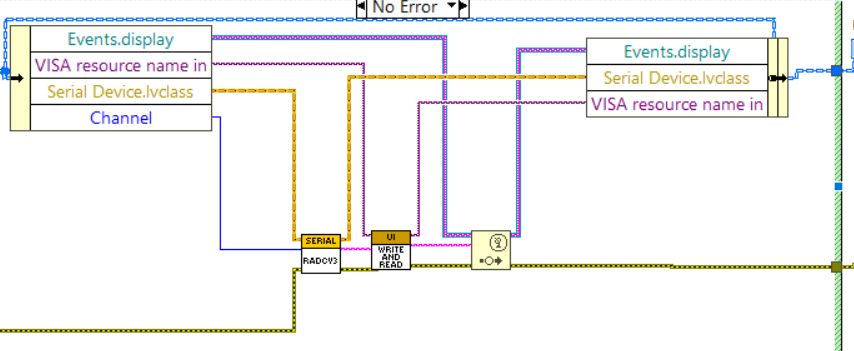 No Error
Events.display
VISA resource name in
Serial Device.lvclass
Channel
Events.display
Serial Device.lvclass
VISA resource name in
SERIAL
RADCV3
UI
WRITE
AND
READ